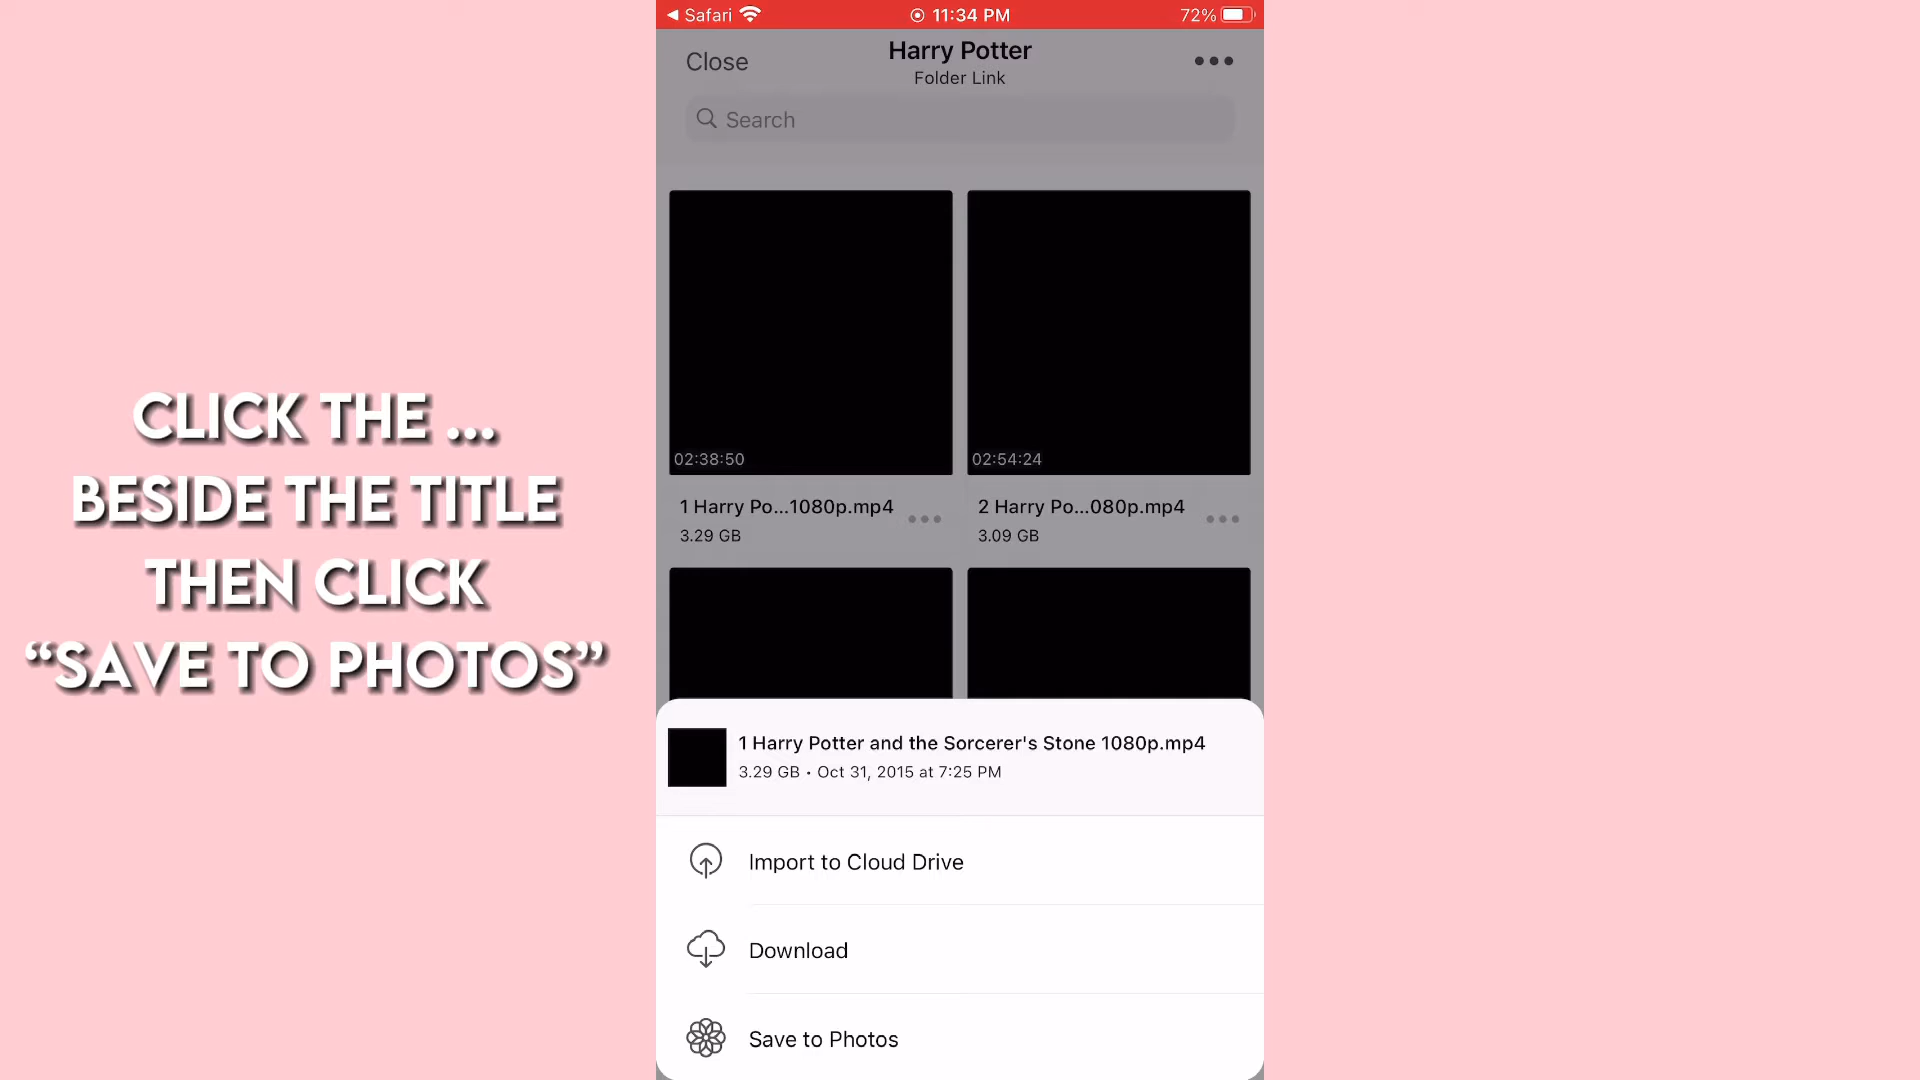 CLICK THE ...
BESIDE THE TITLE
THEN CLICK
“SAVE TO PHOTOS”
Safari
11:34 PM
72%
Close
Harry Potter
Folder Link
Search
02:38:50
02:54:24
1 Harry Po...1080p.mp4
3.29 GB
2 Harry Po...080p.mp4
3.09 GB
1 Harry Potter and the Sorcerer's Stone 1080p.mp4
3.29 GB • Oct 31, 2015 at 7:25 PM
Import to Cloud Drive
Download
Save to Photos